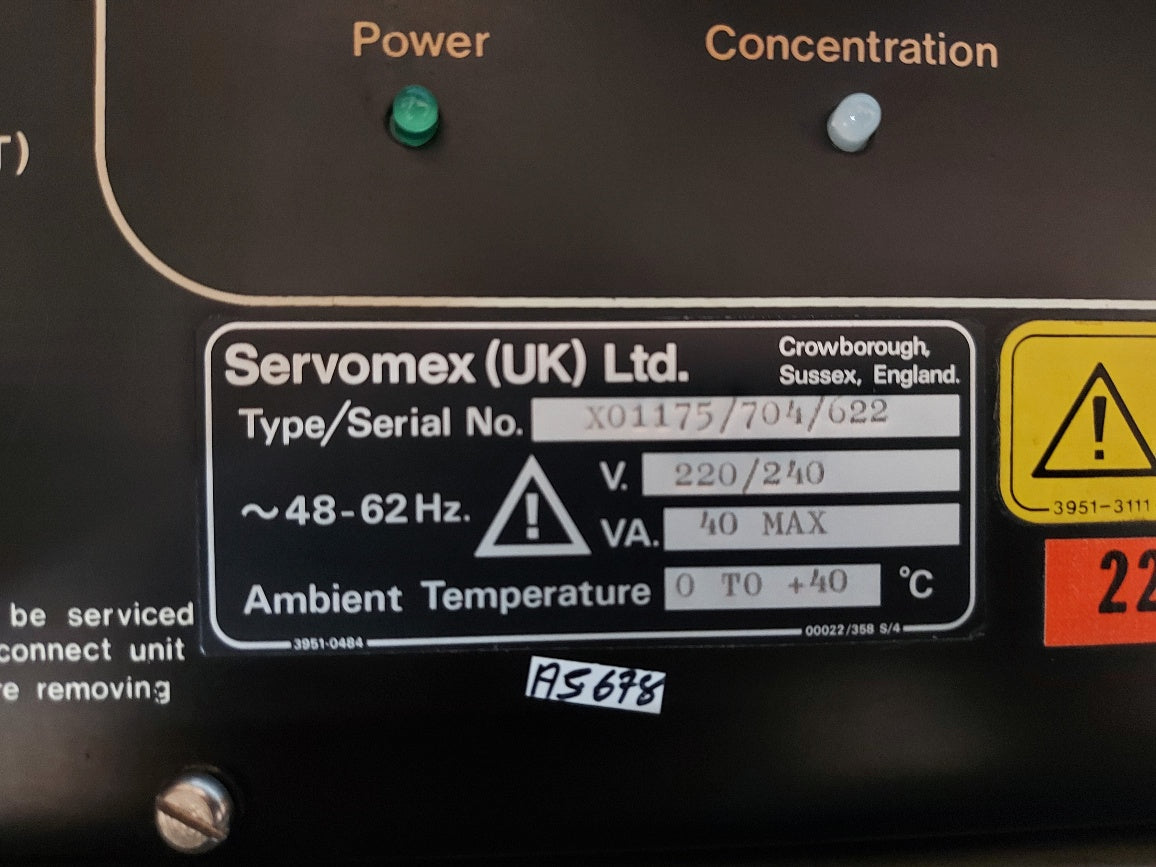 Power
Concentration
T)
Servomex (UK) Ltd.
Crowborough,
Sussex, England.
Type/Serial No. X01175/704/622
V. 220/240
~48-62Hz.
VA. 40 MAX
Ambient Temperature 0 TO +40 °C
3951-0484
00022/358 S/4
3951-3111
22
be serviced
connect unit
re removing
AS678